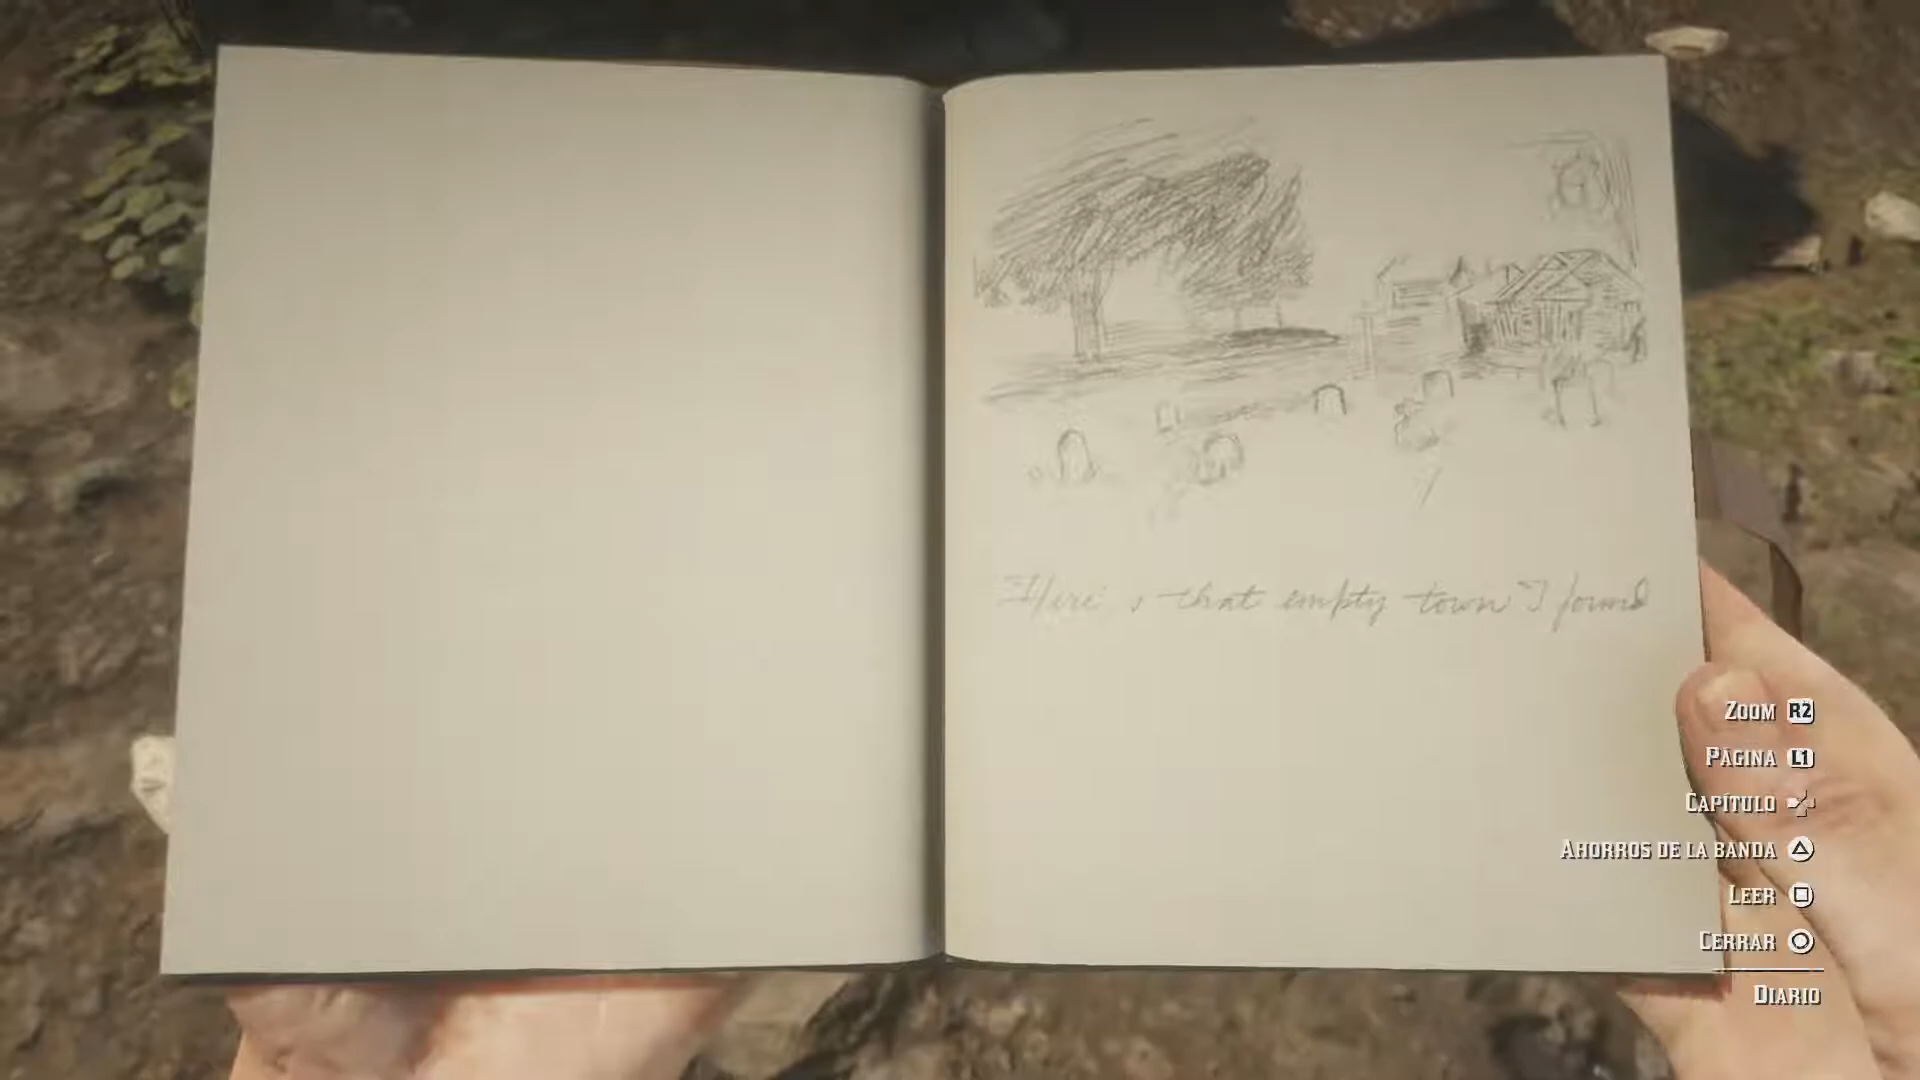 Here's that empty town I found
ZOOM R2
PÁGINA L1
CAPÍTULO
AHORROS DE LA BANDA
LEER
CERRAR
DIARIO